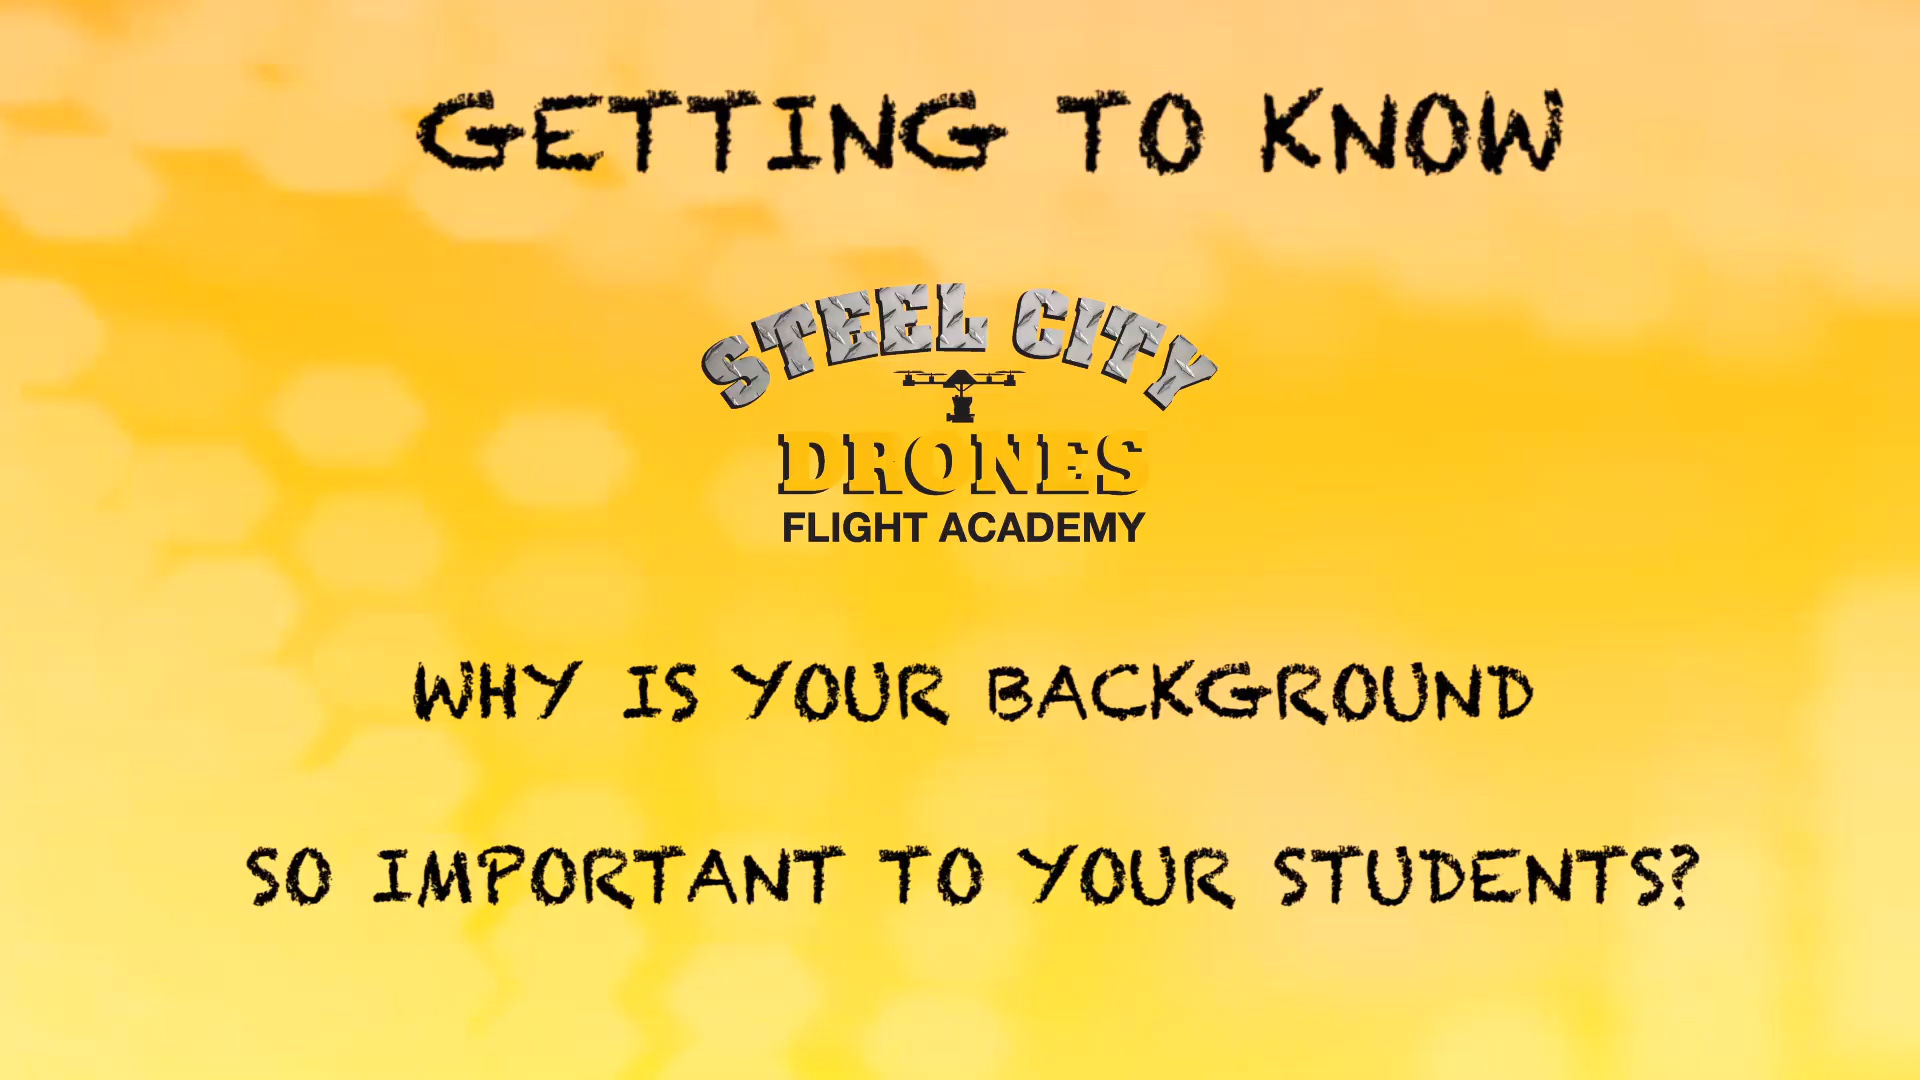 GETTING TO KNOW
STEEL CITY
DRONES
FLIGHT ACADEMY
WHY IS YOUR BACKGROUND
SO IMPORTANT TO YOUR STUDENTS?